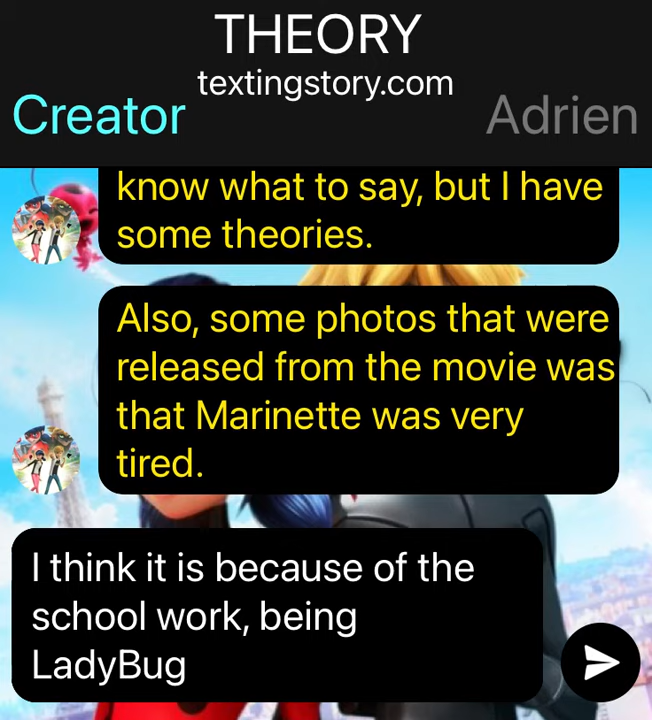 THEORY
textingstory.com
Creator
Adrien
know what to say, but I have
some theories.
Also, some photos that were
released from the movie was
that Marinette was very
tired.
I think it is because of the
school work, being
LadyBug